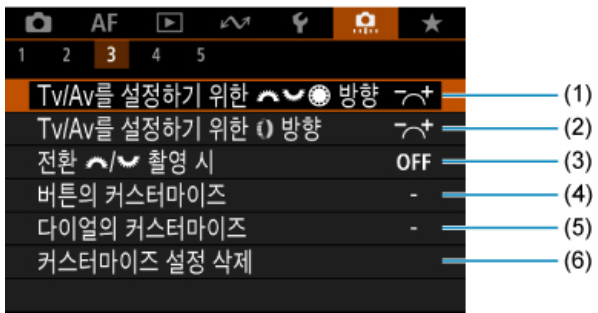 AF
1 2 3 4 5
Tv/Av를 설정하기 위한 방향 (1)
Tv/Av를 설정하기 위한 방향 (2)
전환 / 촬영 시 OFF (3)
버튼의 커스터마이즈 - (4)
다이얼의 커스터마이즈 - (5)
커스터마이즈 설정 삭제 (6)